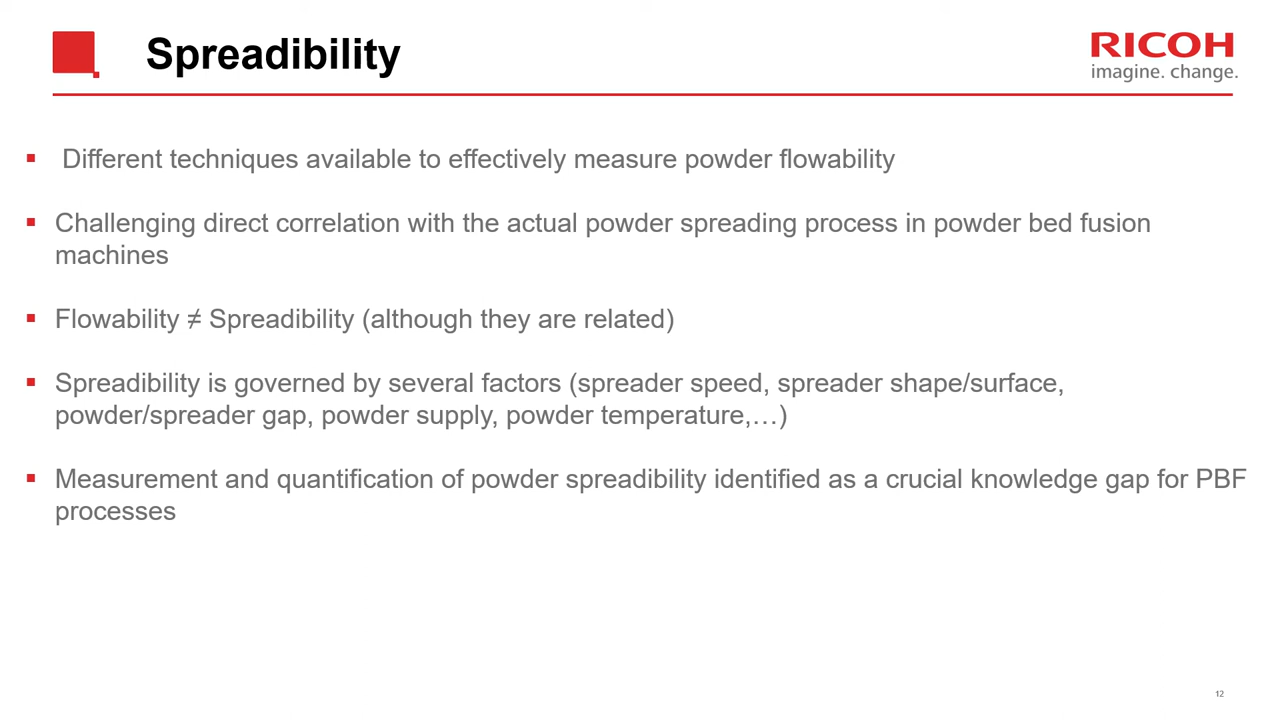 Spreadibility
RICOH
imagine. change.
Different techniques available to effectively measure powder flowability
Challenging direct correlation with the actual powder spreading process in powder bed fusion
machines
Flowability ≠ Spreadibility (although they are related)
Spreadibility is governed by several factors (spreader speed, spreader shape/surface,
powder/spreader gap, powder supply, powder temperature,…)
Measurement and quantification of powder spreadibility identified as a crucial knowledge gap for PBF
processes
12